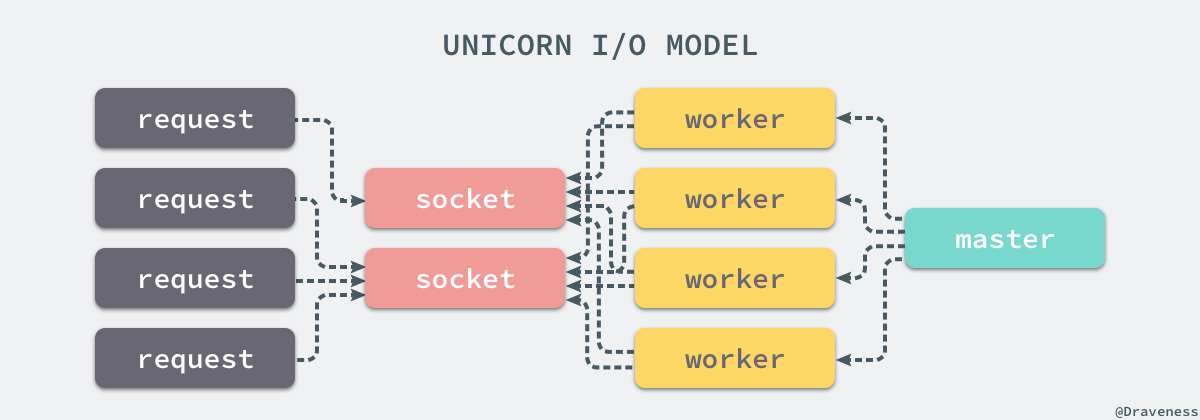 UNICORN I/O MODEL
request
request
request
request
socket
socket
worker
worker
worker
worker
master
@Draveness